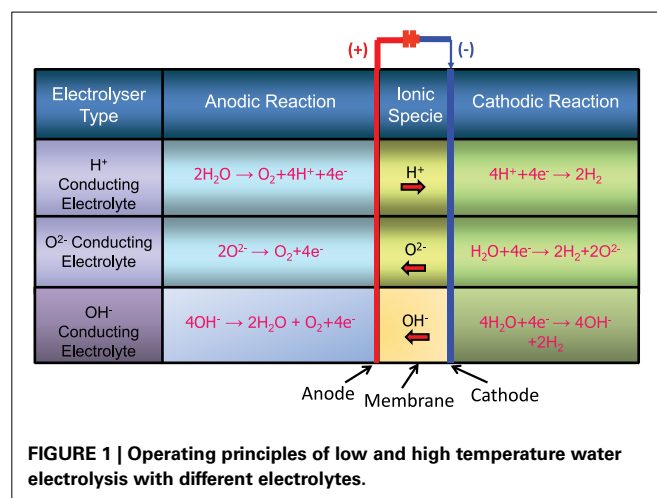 (+) (-)
Electrolyser Type Anodic Reaction Ionic Specie Cathodic Reaction
H⁺ Conducting Electrolyte 2H₂O → O₂+4H⁺+4e⁻ H⁺ 4H⁺+4e⁻ → 2H₂
O²⁻ Conducting Electrolyte 2O²⁻ → O₂+4e⁻ O²⁻ H₂O+4e⁻ → 2H₂+2O²⁻
OH⁻ Conducting Electrolyte 4OH⁻ → 2H₂O + O₂+4e⁻ OH⁻ 4H₂O+4e⁻ → 4OH⁻ +2H₂
Anode Membrane Cathode
FIGURE 1 | Operating principles of low and high temperature water
electrolysis with different electrolytes.